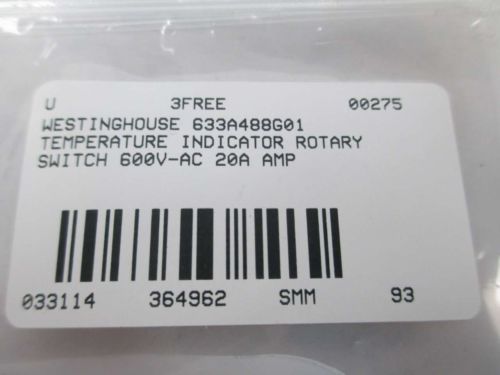 U 3FREE 00275
WESTINGHOUSE 633A488G01
TEMPERATURE INDICATOR ROTARY
SWITCH 600V-AC 20A AMP
033114 364962 SMM 93